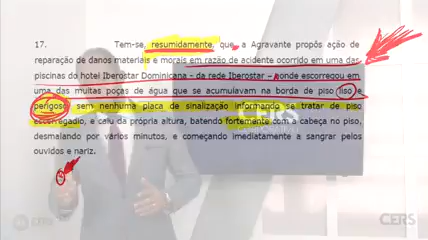 17. Tem-se, resumidamente, que a Agravante propôs ação de
reparação de danos materiais e morais em razão de acidente ocorrido em uma das
piscinas do hotel Iberostar Dominicana - da rede Iberostar – onde escorregou em
uma das muitas poças de água que se acumulavam na borda de piso liso e
perigoso, sem nenhuma placa de sinalização informando se tratar de piso
escorregadio, e caiu da própria altura, batendo fortemente com a cabeça no piso,
desmaiando por vários minutos, e começando imediatamente a sangrar pelos
ouvidos e nariz.
CERS
CERS